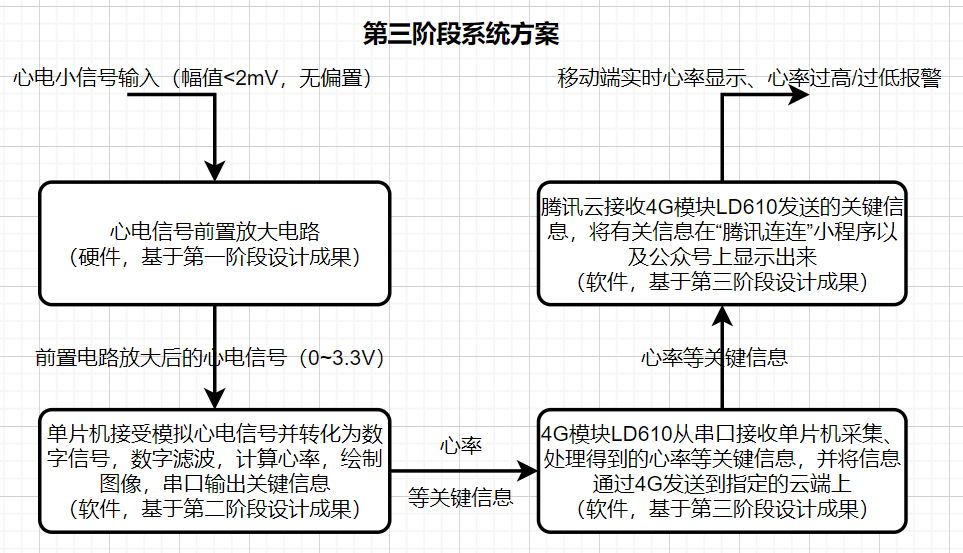 第三阶段系统方案
心电小信号输入（幅值<2mV，无偏置）
心电信号前置放大电路
（硬件，基于第一阶段设计成果）
前置电路放大后的心电信号（0~3.3V）
单片机接受模拟心电信号并转化为数
字信号，数字滤波，计算心率，绘制
图像，串口输出关键信息
（软件，基于第二阶段设计成果）
心率
等关键信息
4G模块LD610从串口接收单片机采集、
处理得到的心率等关键信息，并将信息
通过4G发送到指定的云端上
（软件，基于第三阶段设计成果）
心率等关键信息
腾讯云接收4G模块LD610发送的关键信
息，将有关信息在“腾讯连连”小程序以
及公众号上显示出来
（软件，基于第三阶段设计成果）
移动端实时心率显示、心率过高/过低报警